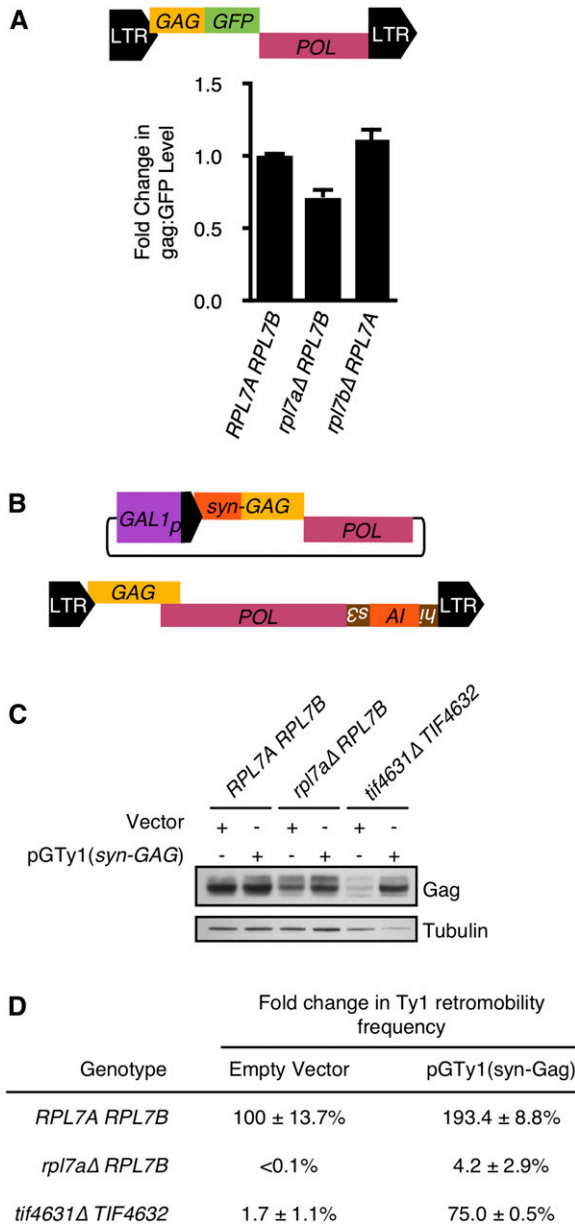 A
LTR GAG GFP POL LTR
Fold Change in
gag:GFP Level
1.5
1.0
0.5
0.0
RPL7A RPL7B
rpl7aΔ RPL7B
rpl7bΔ RPL7A
B
GAL1p syn-GAG POL
LTR GAG POL s3 AI hi LTR
C
RPL7A RPL7B
rpl7aΔ RPL7B
tif4631Δ TIF4632
Vector + - + - + -
pGTy1(syn-GAG) - + - + - +
Gag
Tubulin
D
Fold change in Ty1 retromobility
frequency
Genotype Empty Vector pGTy1(syn-Gag)
RPL7A RPL7B 100 ± 13.7% 193.4 ± 8.8%
rpl7aΔ RPL7B <0.1% 4.2 ± 2.9%
tif4631Δ TIF4632 1.7 ± 1.1% 75.0 ± 0.5%